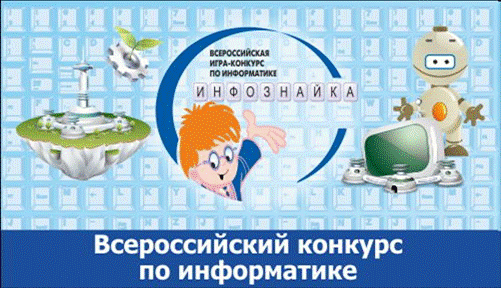 ВСЕРОССИЙСКАЯ
ИГРА-КОНКУРС
ПО ИНФОРМАТИКЕ
ИНФОЗНАЙКА
Всероссийский конкурс
по информатике